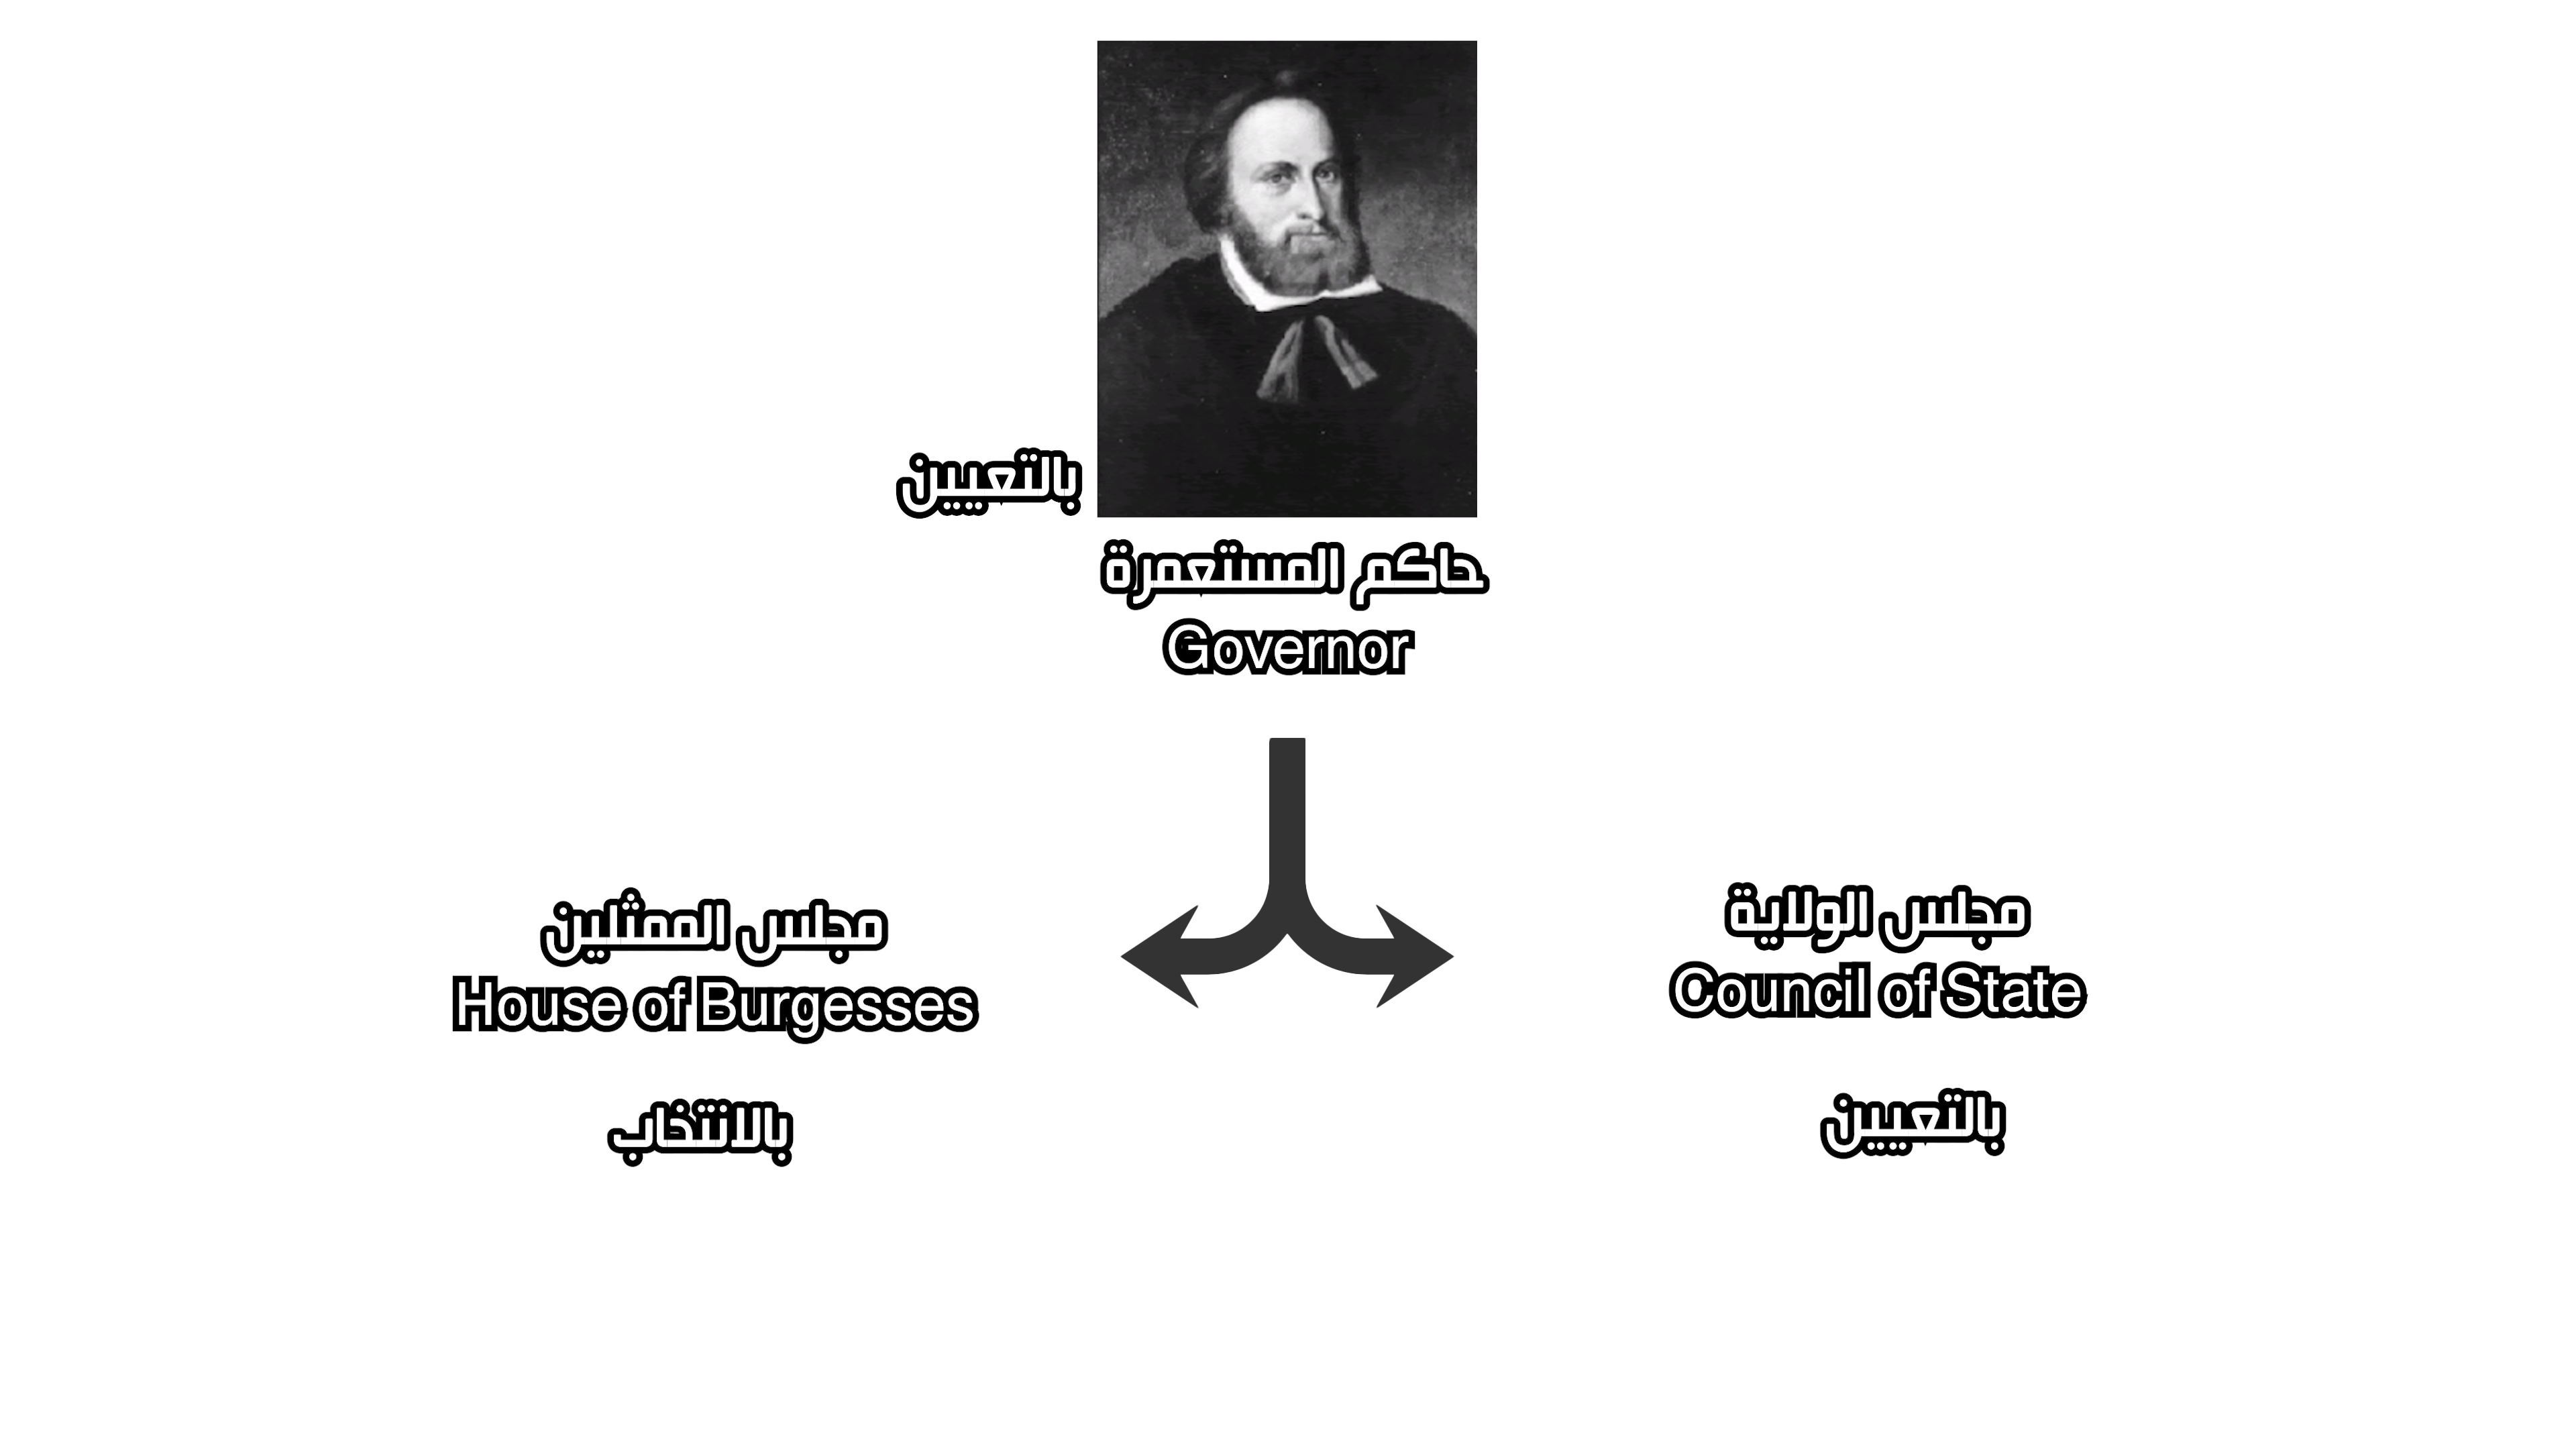 بالتعيين
حاكم المستعمرة
Governor
مجلس الممثلين
House of Burgesses
بالانتخاب
مجلس الولاية
Council of State
بالتعيين